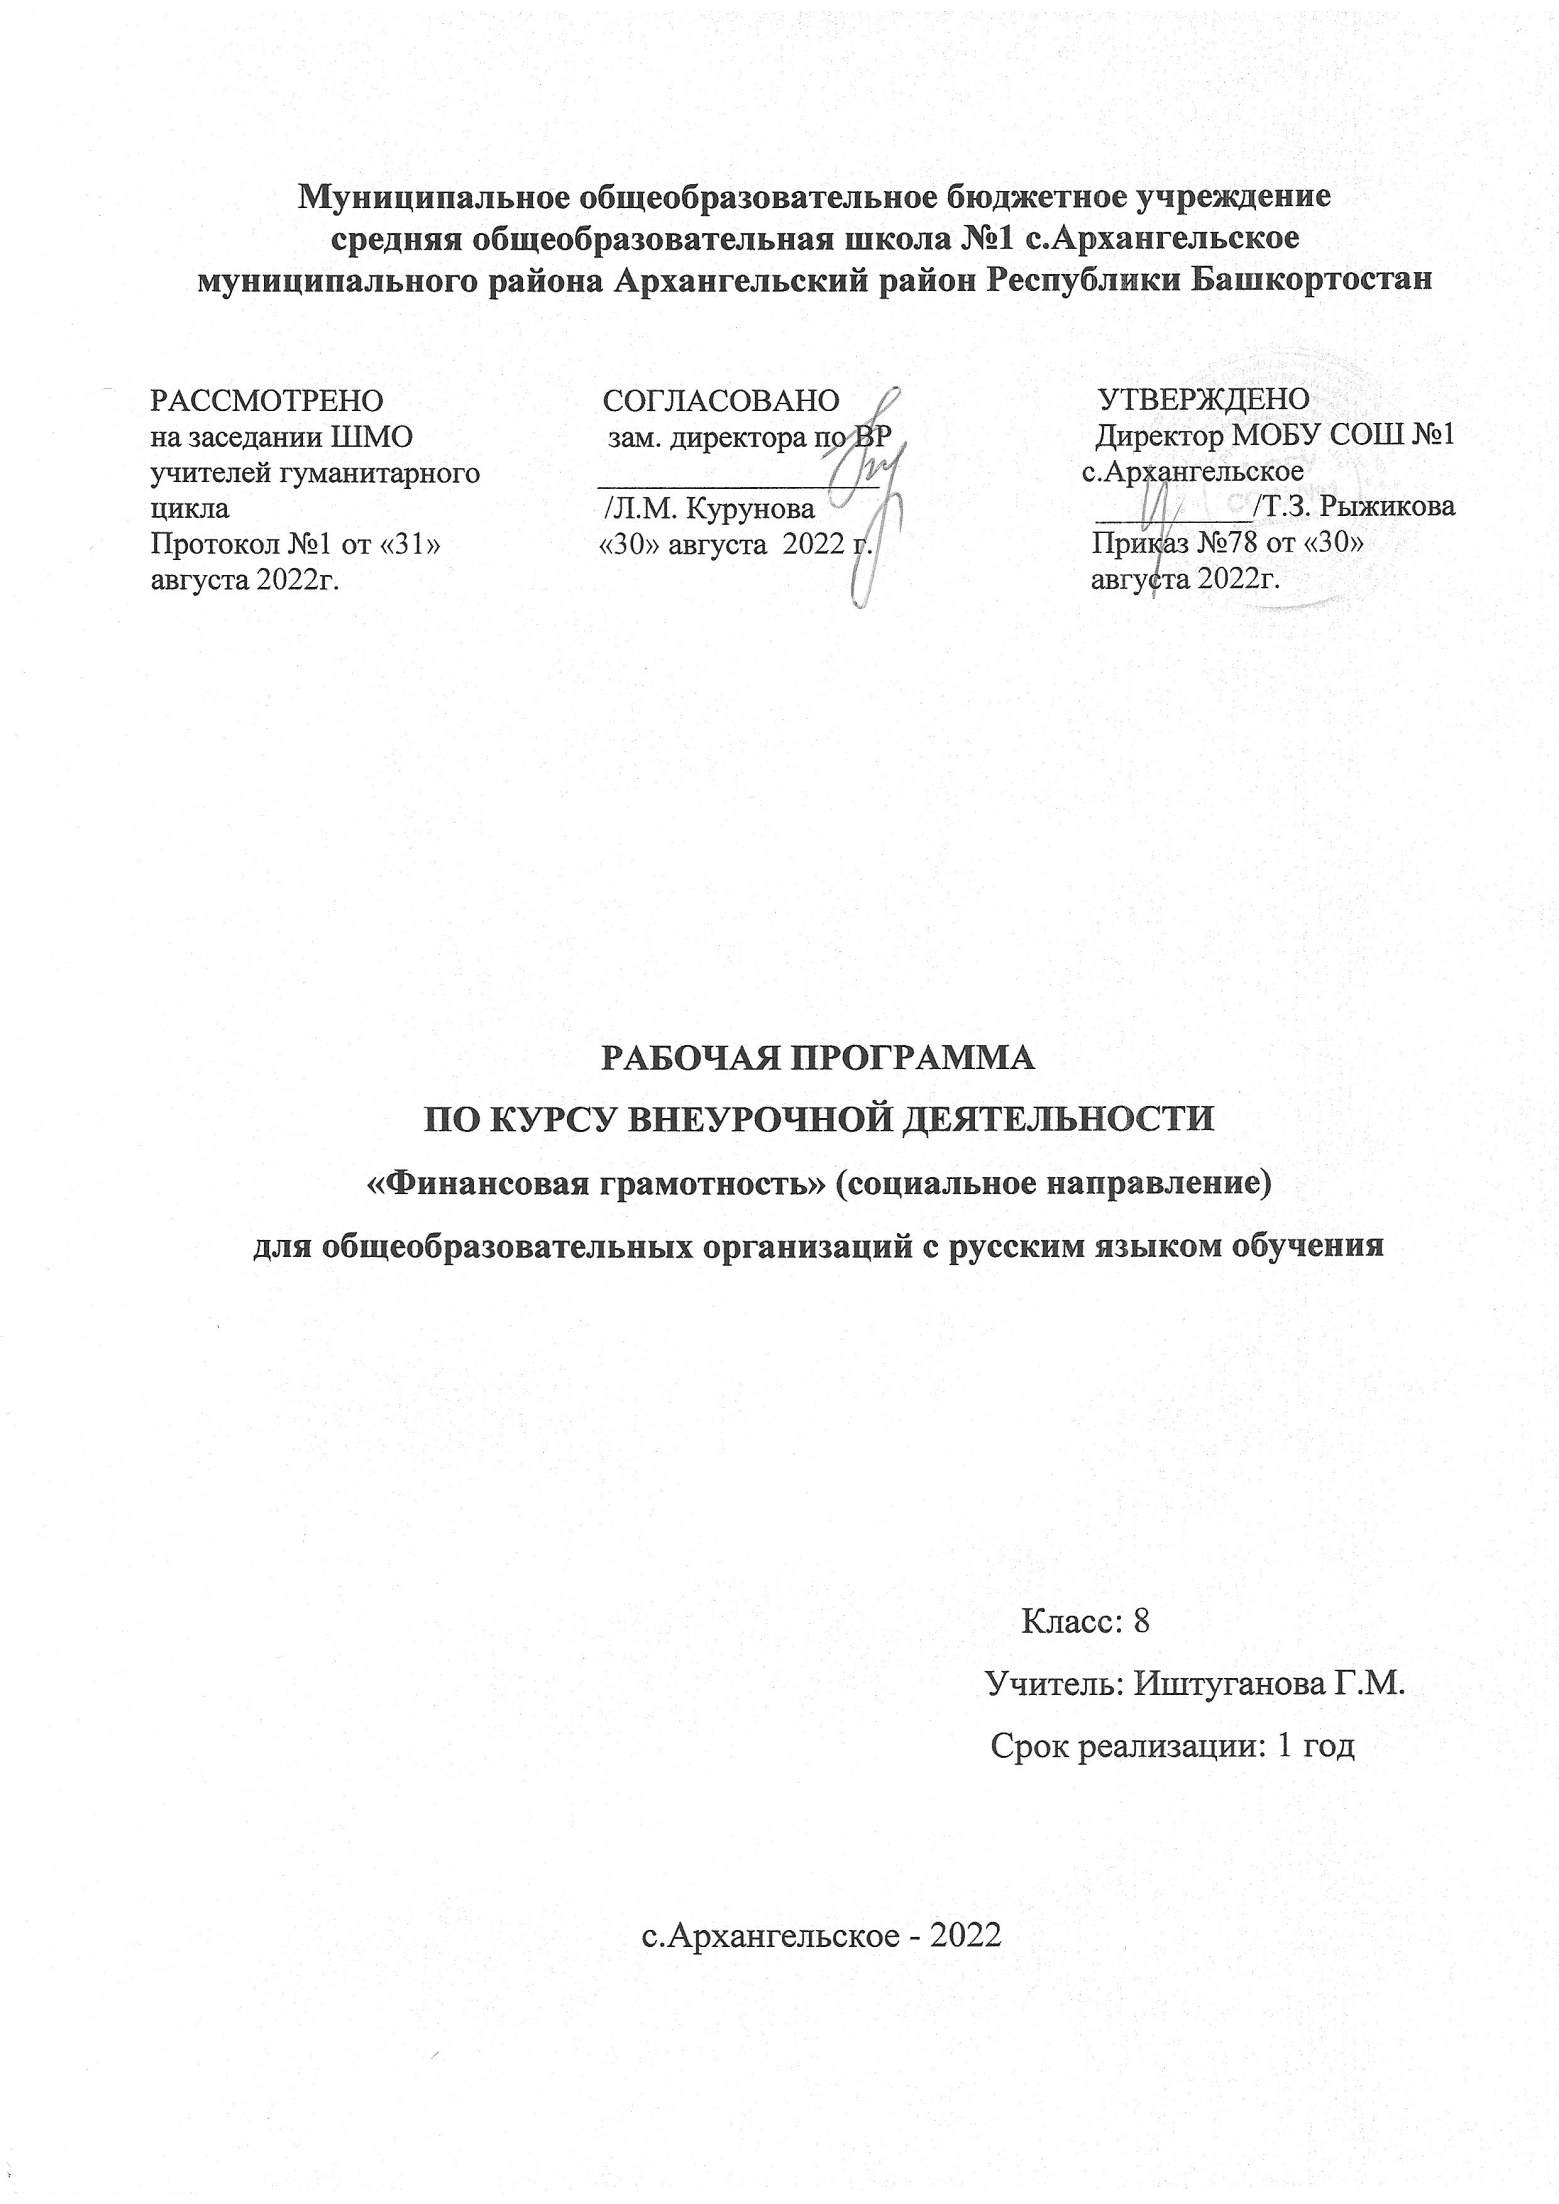 Муниципальное общеобразовательное бюджетное учреждение
средняя общеобразовательная школа №1 с.Архангельское
муниципального района Архангельский район Республики Башкортостан
РАССМОТРЕНО
на заседании ШМО
учителей гуманитарного
цикла
Протокол №1 от «31»
августа 2022г.
СОГЛАСОВАНО
зам. директора по ВР
/Л.М. Курунова
«30» августа 2022 г.
УТВЕРЖДЕНО
Директор МОБУ СОШ №1
с.Архангельское
/Т.З. Рыжикова
Приказ №78 от «30»
августа 2022г.
РАБОЧАЯ ПРОГРАММА
ПО КУРСУ ВНЕУРОЧНОЙ ДЕЯТЕЛЬНОСТИ
«Финансовая грамотность» (социальное направление)
для общеобразовательных организаций с русским языком обучения
Класс: 8
Учитель: Иштуганова Г.М.
Срок реализации: 1 год
с.Архангельское - 2022